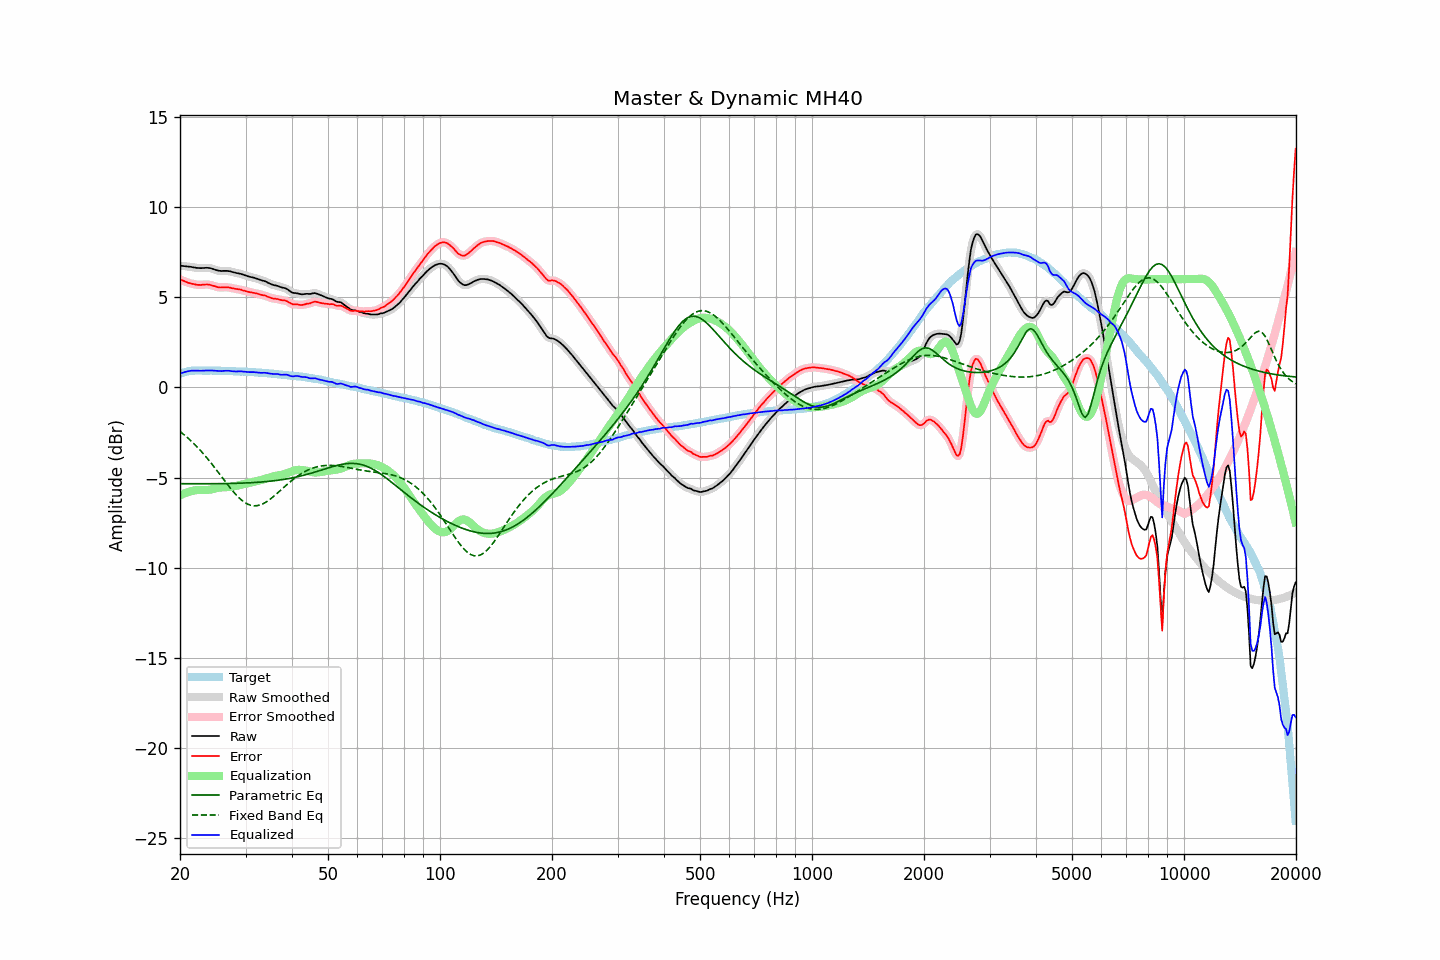 Master & Dynamic MH40
Amplitude (dBr)
15
10
5
0
−5
−10
−15
−20
−25
Target
Raw Smoothed
Error Smoothed
Raw
Error
Equalization
Parametric Eq
Fixed Band Eq
Equalized
20 50 100 200 500 1000 2000 5000 10000 20000
Frequency (Hz)